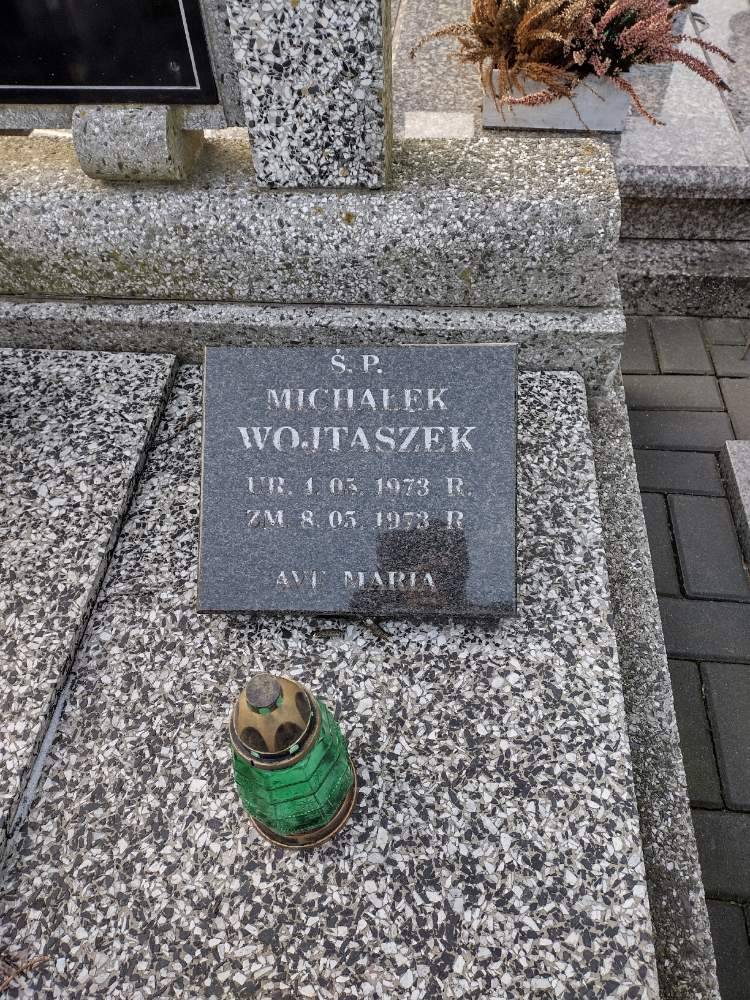 Ś. P.
MICHAŁEK
WOJTASZEK
UR. 1.05.1973 R.
ZM 8.05.1973 R
AVE MARIA